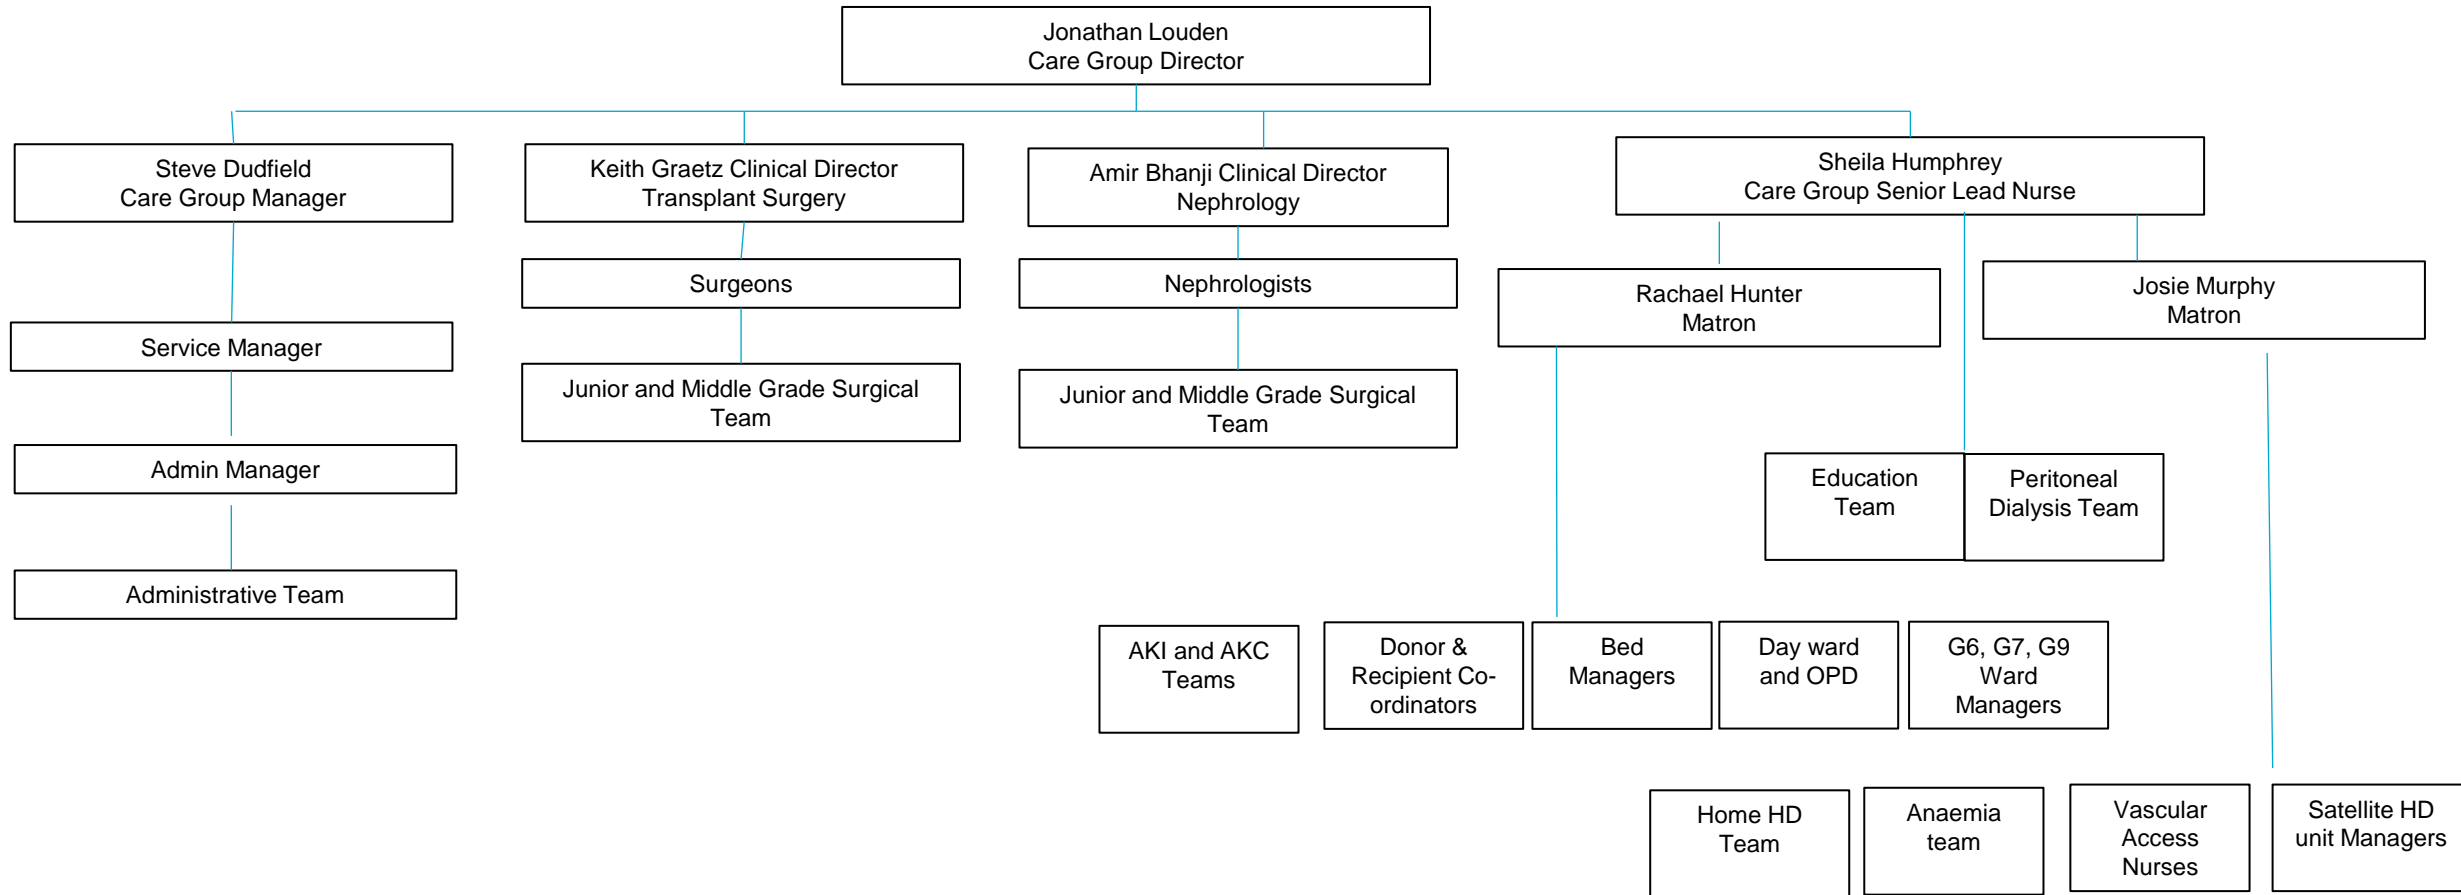 Jonathan Louden
Care Group Director
Steve Dudfield
Care Group Manager
Keith Graetz Clinical Director
Transplant Surgery
Amir Bhanji Clinical Director
Nephrology
Sheila Humphrey
Care Group Senior Lead Nurse
Surgeons
Nephrologists
Rachael Hunter
Matron
Josie Murphy
Matron
Service Manager
Junior and Middle Grade Surgical
Team
Junior and Middle Grade Surgical
Team
Admin Manager
Education
Team
Peritoneal
Dialysis Team
Administrative Team
AKI and AKC
Teams
Donor &
Recipient Co-
ordinators
Bed
Managers
Day ward
and OPD
G6, G7, G9
Ward
Managers
Home HD
Team
Anaemia
team
Vascular
Access
Nurses
Satellite HD
unit Managers